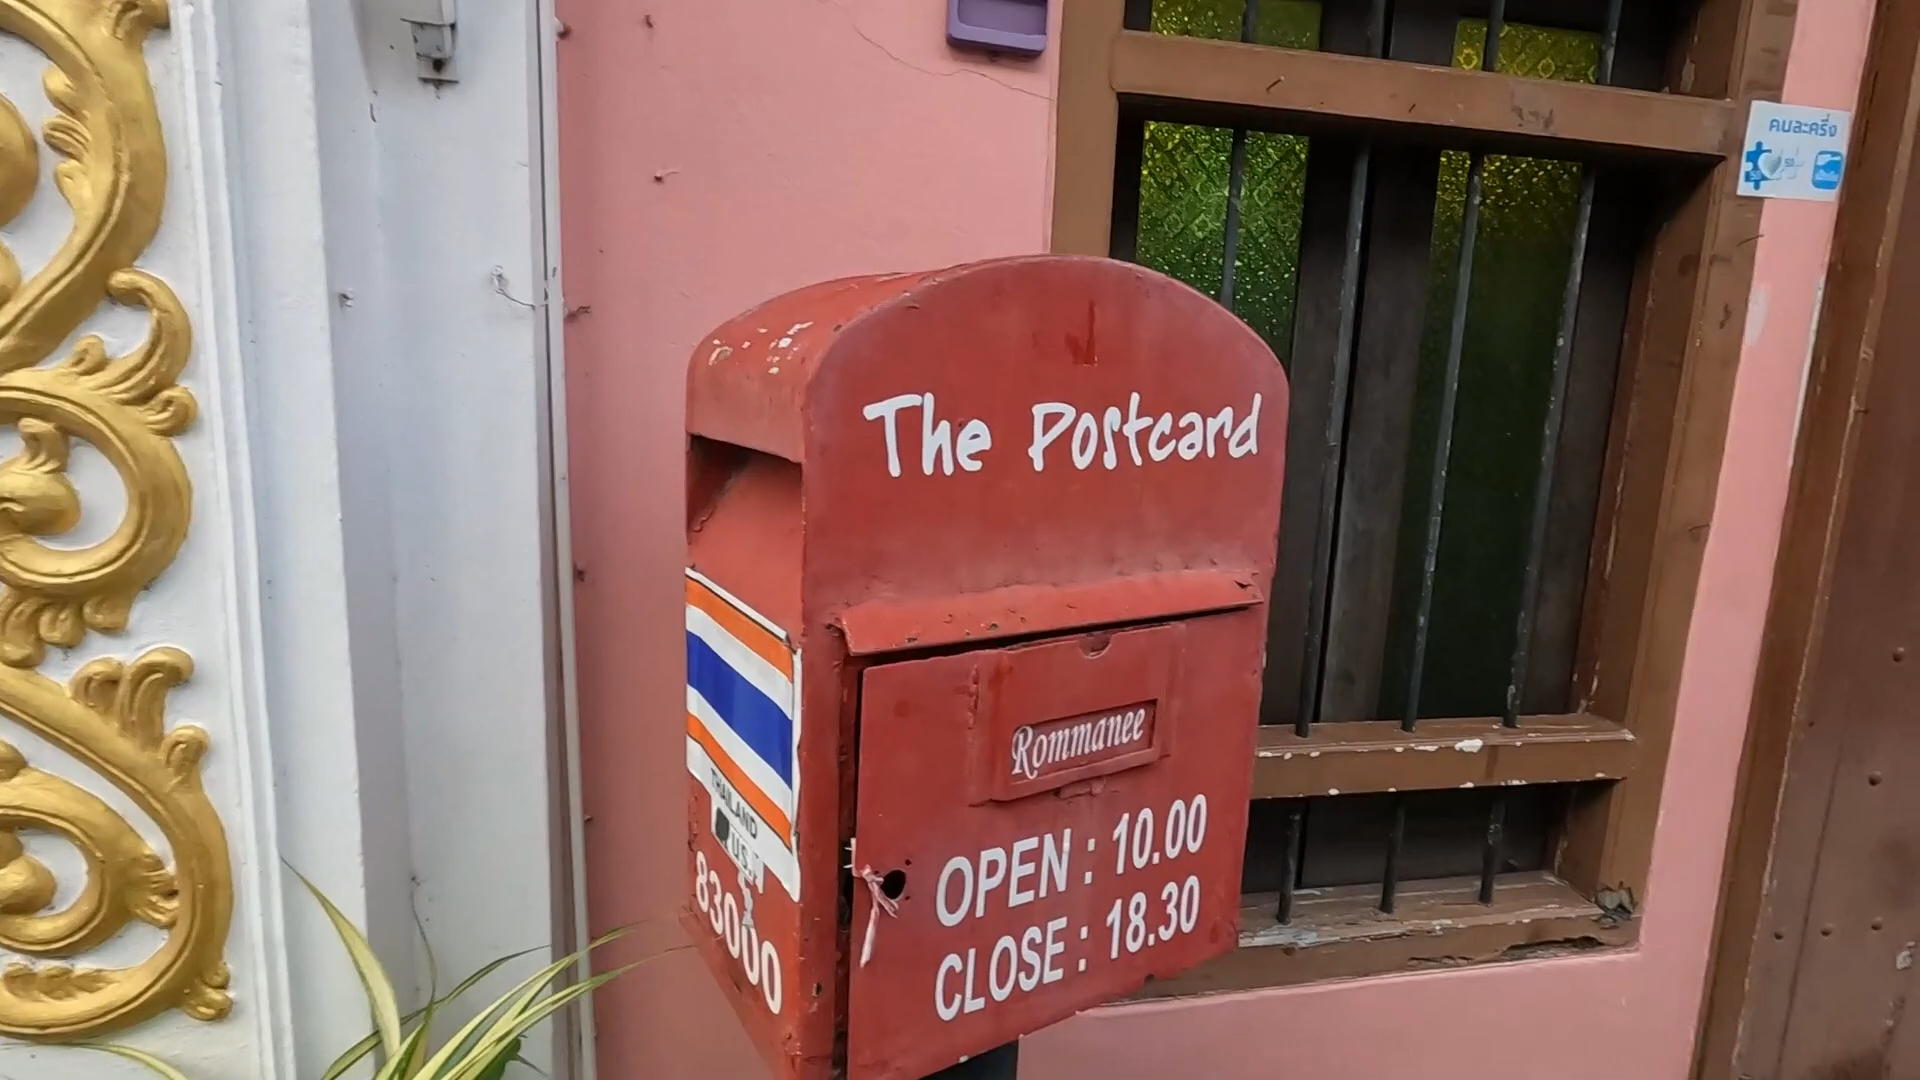 คนละครึ่ง
The Postcard
Rommanee
OPEN : 10.00
CLOSE : 18.30
THAILAND
83000